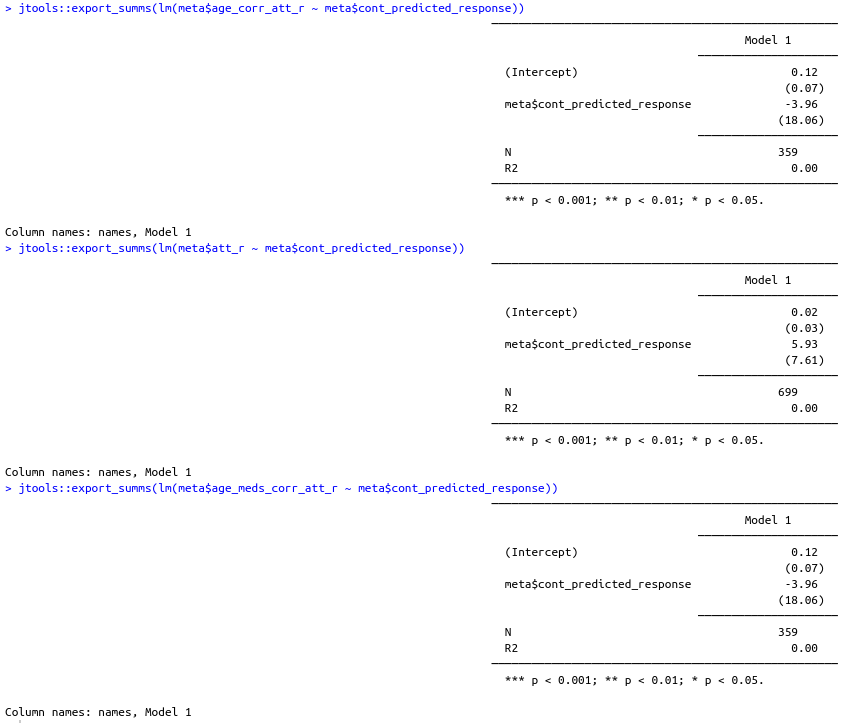 > jtools::export_summs(lm(meta$age_corr_att_r ~ meta$cont_predicted_response))
Model 1
(Intercept) 0.12
(0.07)
meta$cont_predicted_response -3.96
(18.06)
N 359
R2 0.00
*** p < 0.001; ** p < 0.01; * p < 0.05.
Column names: names, Model 1
> jtools::export_summs(lm(meta$att_r ~ meta$cont_predicted_response))
Model 1
(Intercept) 0.02
(0.03)
meta$cont_predicted_response 5.93
(7.61)
N 699
R2 0.00
*** p < 0.001; ** p < 0.01; * p < 0.05.
Column names: names, Model 1
> jtools::export_summs(lm(meta$age_meds_corr_att_r ~ meta$cont_predicted_response))
Model 1
(Intercept) 0.12
(0.07)
meta$cont_predicted_response -3.96
(18.06)
N 359
R2 0.00
*** p < 0.001; ** p < 0.01; * p < 0.05.
Column names: names, Model 1